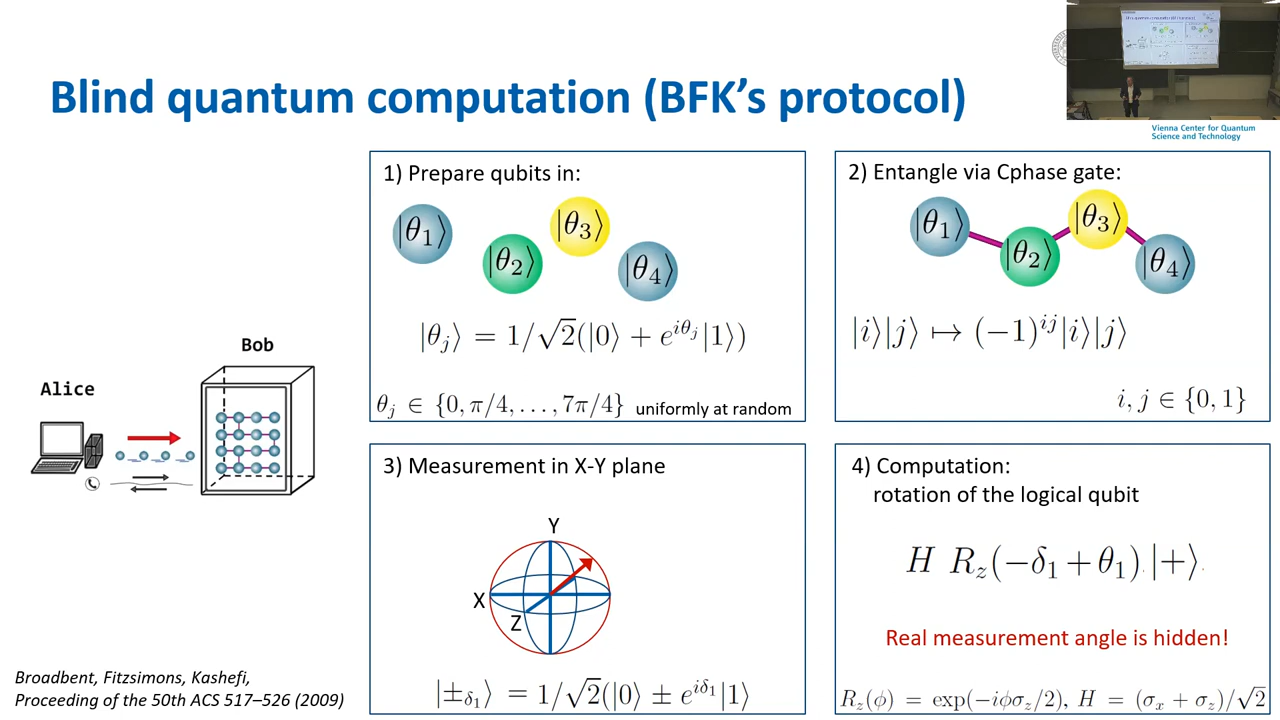 Blind quantum computation (BFK's protocol)
Vienna Center for Quantum
Science and Technology
Alice
Bob
1) Prepare qubits in:
|θ₁⟩
|θ₂⟩
|θ₃⟩
|θ₄⟩
|θⱼ⟩ = 1/√2(|0⟩ + e^{iθⱼ}|1⟩)
θⱼ ∈ {0, π/4, . . . , 7π/4} uniformly at random
2) Entangle via Cphase gate:
|θ₁⟩
|θ₂⟩
|θ₃⟩
|θ₄⟩
|i⟩|j⟩ ↦ (−1)^{ij}|i⟩|j⟩
i, j ∈ {0, 1}
3) Measurement in X-Y plane
Y
X
Z
|±_{δ₁}⟩ = 1/√2(|0⟩ ± e^{iδ₁}|1⟩
4) Computation:
rotation of the logical qubit
H R_z(−δ₁ + θ₁) |+⟩
Real measurement angle is hidden!
R_z(ϕ) = exp(−iϕσ_z/2), H = (σ_x + σ_z)/√2
Broadbent, Fitzsimons, Kashefi,
Proceeding of the 50th ACS 517–526 (2009)